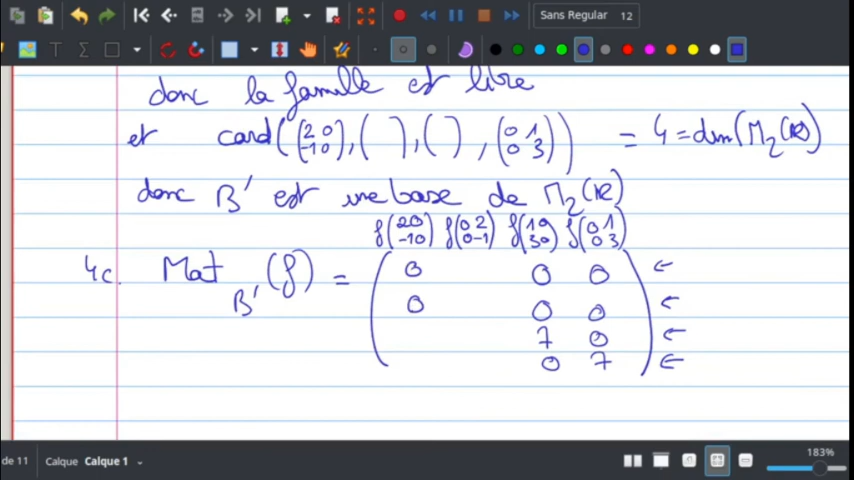 Sans Regular 12
donc la famille est libre
et card((2 0 -1 0), ( ), ( ), (0 1 0 3)) = 4 = dim(M₂(R))
donc B' est une base de M₂(R)
f(2 0 -1 0) f(0 2 0 -1) f(1 0 3 0) f(0 1 0 3)
4c. Mat B' (f) = ( 0 0 0 ←
0 0 0 ←
7 0 ←
0 7 ) ←
de 11 Calque Calque 1 183%